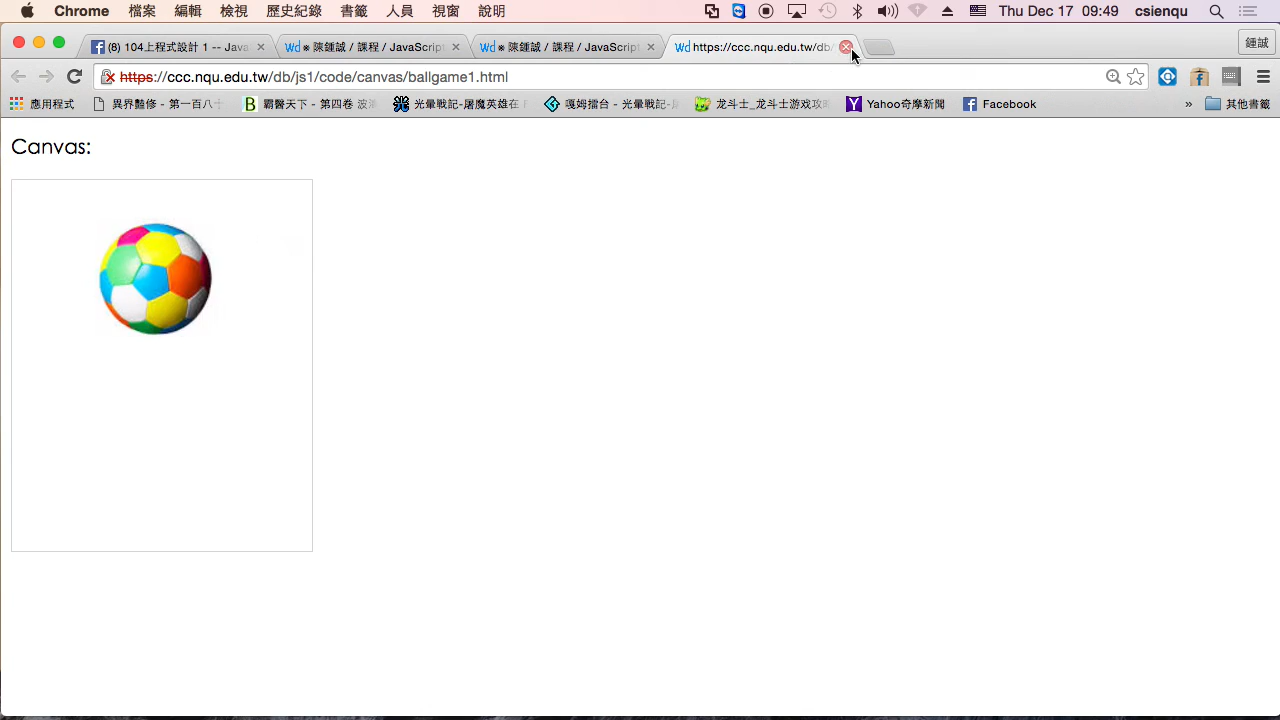 Chrome 檔案 編輯 檢視 歷史紀錄 書籤 人員 視窗 說明 Thu Dec 17 09:49 csienqu
(8) 104上程式設計 1 -- Java
Wd ※ 陳鍾誠 / 課程 / JavaScript
Wd ※ 陳鍾誠 / 課程 / JavaScript
Wd https://ccc.nqu.edu.tw/db/
鍾誠
https://ccc.nqu.edu.tw/db/js1/code/canvas/ballgame1.html
應用程式 異界豔修 - 第一百八十 B 霸醫天下 - 第四卷 光暈戰記-屠魔英雄在 嘎姆擂台 - 光暈戰記- 龙斗士_龙斗士游戏攻略 Yahoo奇摩新聞 Facebook » 其他書籤
Canvas: